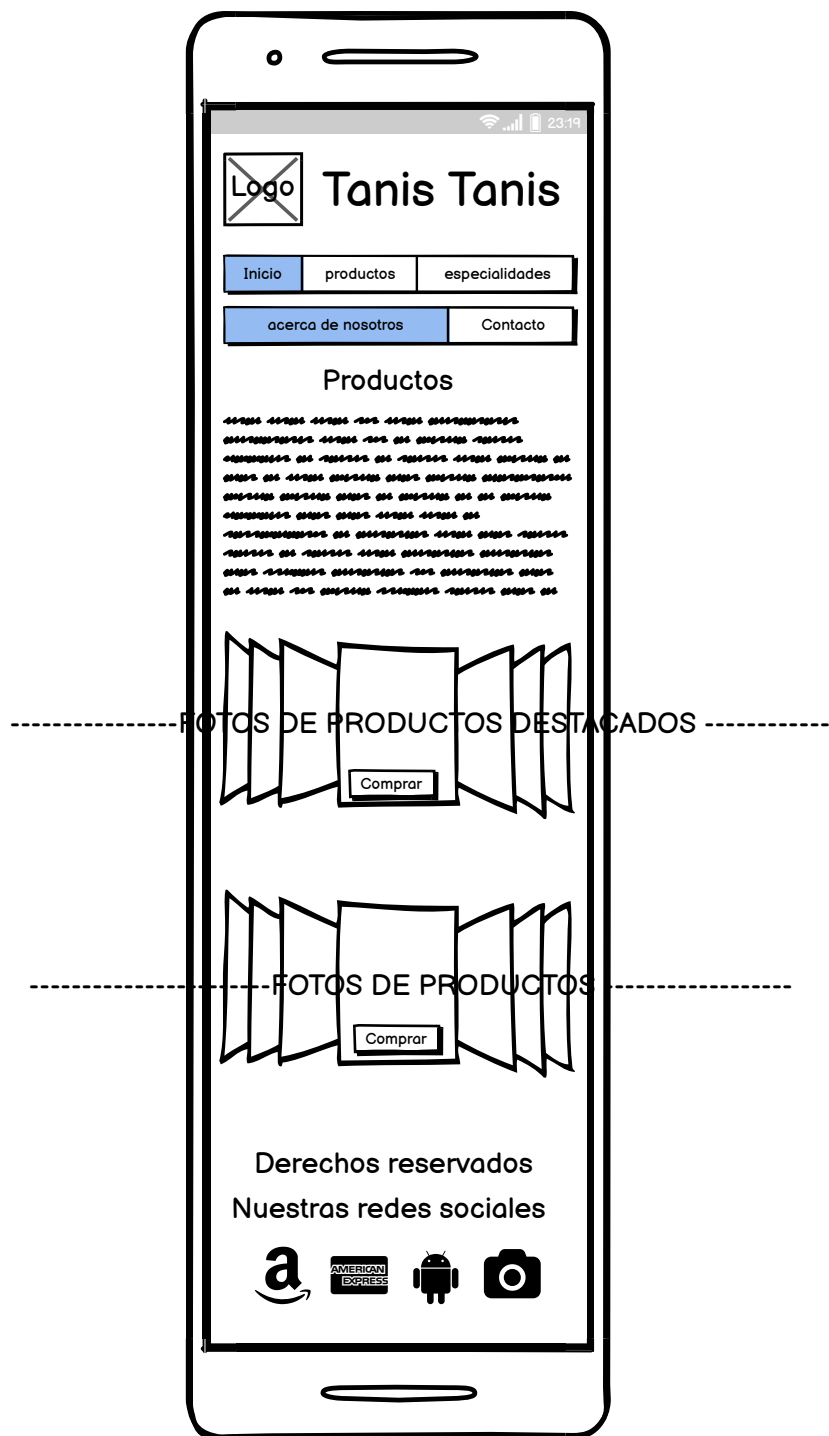 23:19
Logo
Tanis Tanis
Inicio productos especialidades
acerca de nosotros Contacto
Productos
FOTOS DE PRODUCTOS DESTACADOS
Comprar
FOTOS DE PRODUCTOS
Comprar
Derechos reservados
Nuestras redes sociales
a
AMERICAN
EXPRESS